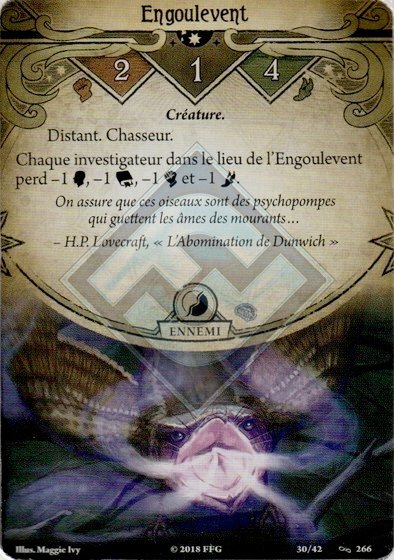 Engoulevent
2 1 4
Créature.
Distant. Chasseur.
Chaque investigateur dans le lieu de l'Engoulevent
perd –1 , –1 , –1 et –1 .
On assure que ces oiseaux sont des psychopompes
qui guettent les âmes des mourants…
– H.P. Lovecraft, « L'Abomination de Dunwich »
ENNEMI
Illus. Maggie Ivy © 2018 FFG 30/42 266